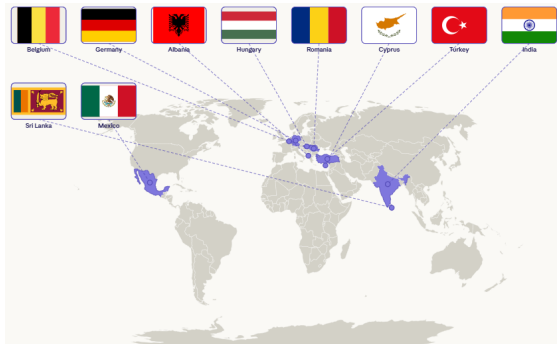 Belgium
Germany
Albania
Hungary
Romania
Cyprus
Turkey
India
Sri Lanka
Mexico